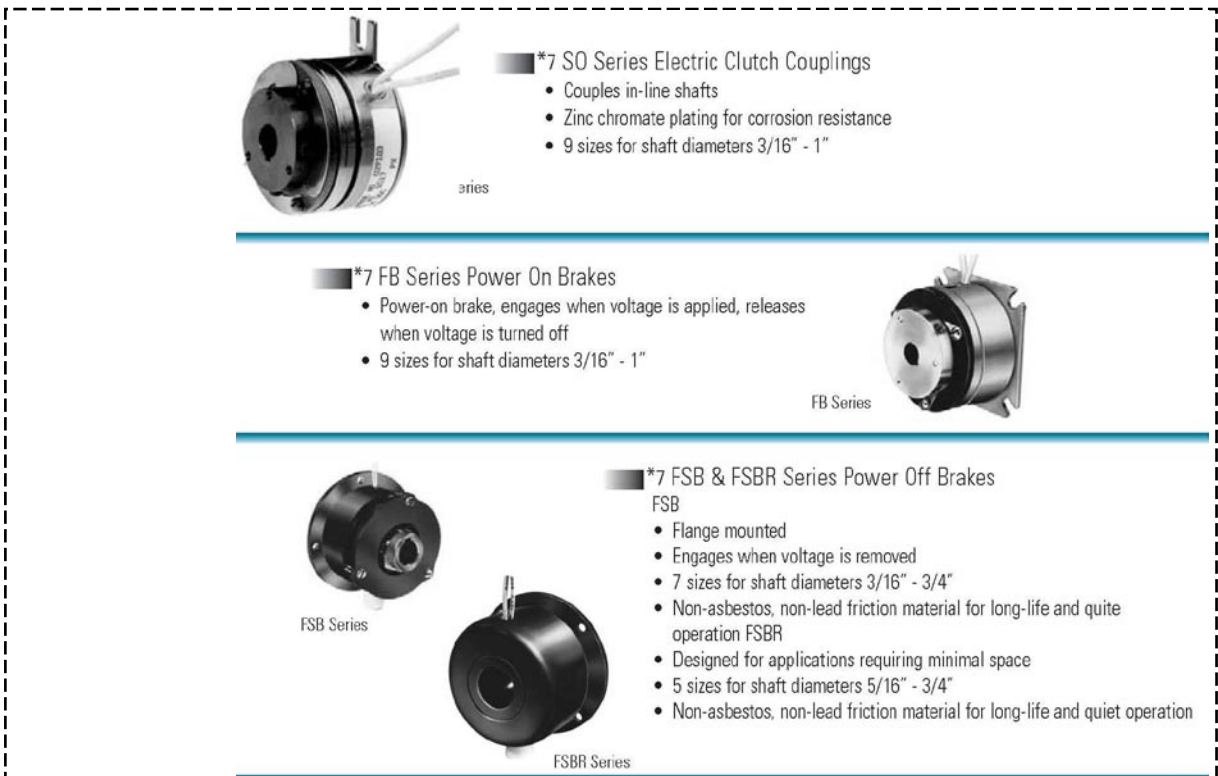 *7 SO Series Electric Clutch Couplings
• Couples in-line shafts
• Zinc chromate plating for corrosion resistance
• 9 sizes for shaft diameters 3/16" - 1"
eries
*7 FB Series Power On Brakes
• Power-on brake, engages when voltage is applied, releases
when voltage is turned off
• 9 sizes for shaft diameters 3/16" - 1"
FB Series
*7 FSB & FSBR Series Power Off Brakes
FSB
• Flange mounted
• Engages when voltage is removed
• 7 sizes for shaft diameters 3/16" - 3/4"
• Non-asbestos, non-lead friction material for long-life and quite
operation FSBR
• Designed for applications requiring minimal space
• 5 sizes for shaft diameters 5/16" - 3/4"
• Non-asbestos, non-lead friction material for long-life and quiet operation
FSB Series
FSBR Series